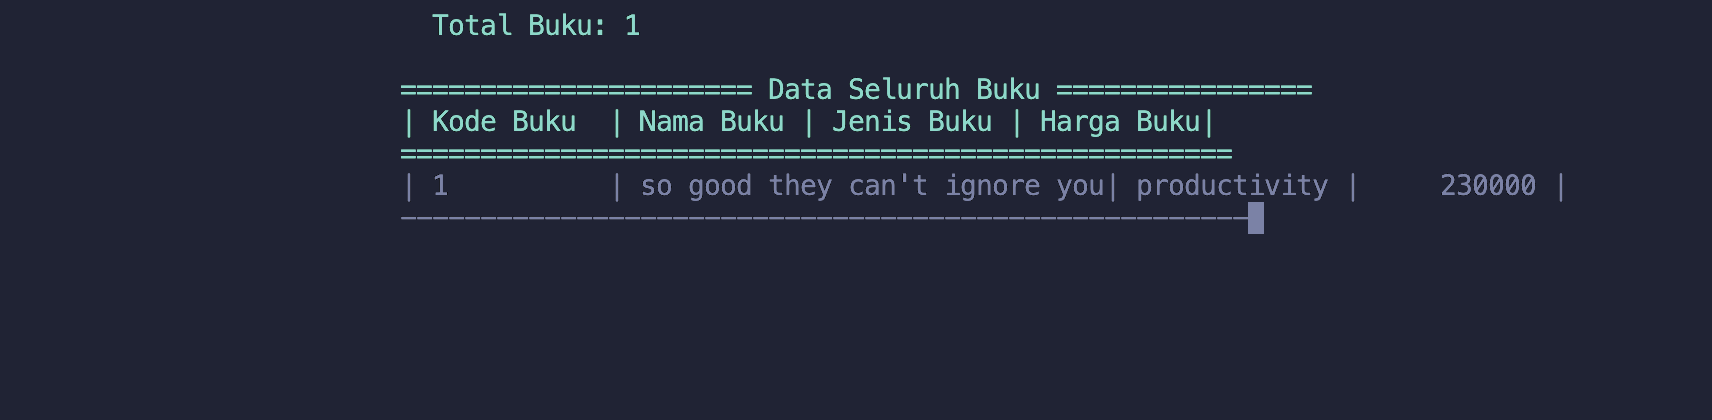 Total Buku: 1
====================== Data Seluruh Buku ================
| Kode Buku  | Nama Buku | Jenis Buku | Harga Buku|
====================================================
| 1          | so good they can't ignore you| productivity |     230000 |
-----------------------------------------------------